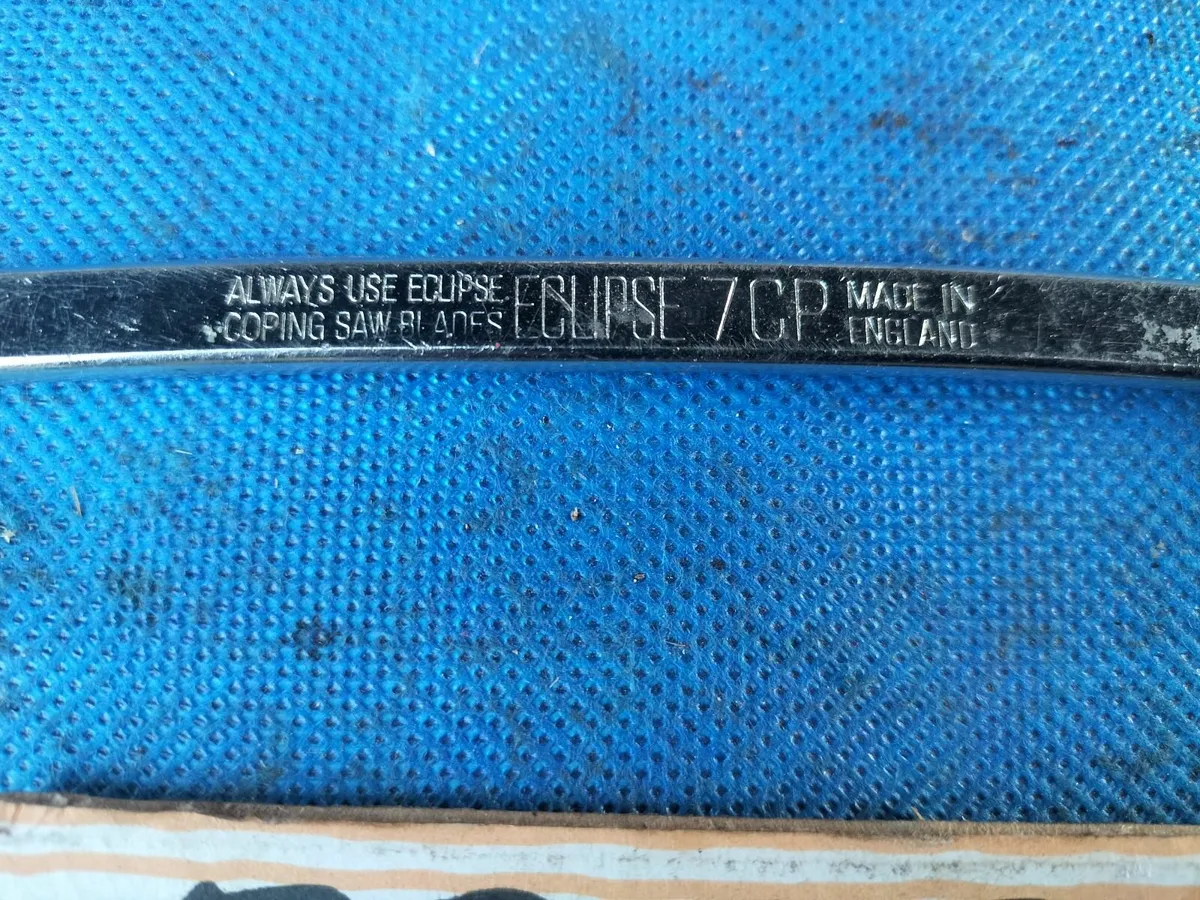 ALWAYS USE ECLIPSE
COPING SAW BLADES
ECLIPSE 7CP
MADE IN
ENGLAND